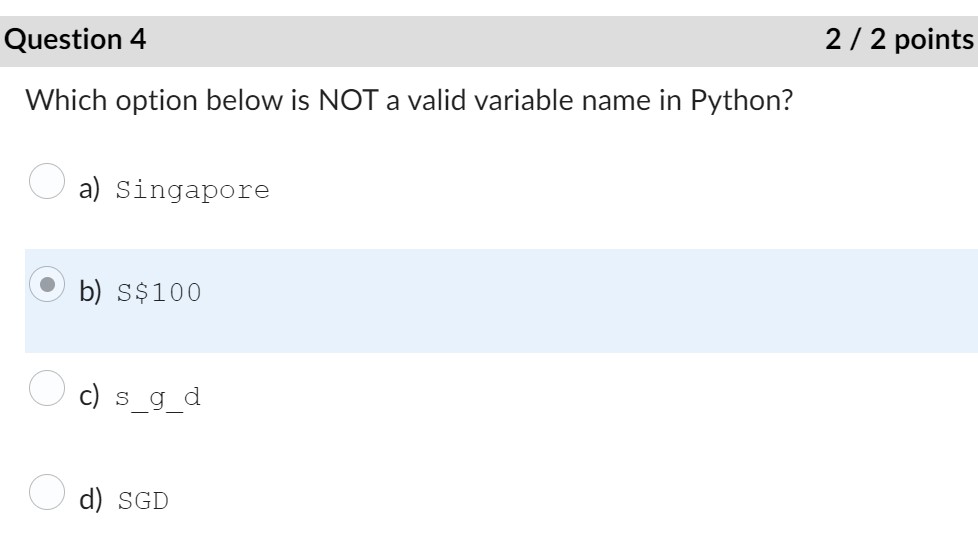 Question 4 2 / 2 points
Which option below is NOT a valid variable name in Python?
a) Singapore
b) S$100
c) s_g_d
d) SGD